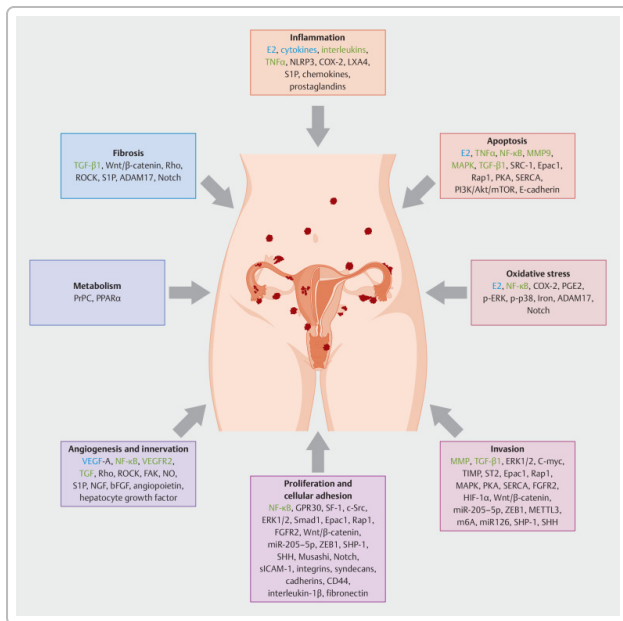 Inflammation
E2, cytokines, interleukins,
TNFα, NLRP3, COX-2, LXA4,
S1P, chemokines,
prostaglandins
Fibrosis
TGF-β1, Wnt/β-catenin, Rho,
ROCK, S1P, ADAM17, Notch
Apoptosis
E2, TNFα, NF-κB, MMP9,
MAPK, TGF-β1, SRC-1, Epac1,
Rap1, PKA, SERCA,
PI3K/Akt/mTOR, E-cadherin
Metabolism
PrPC, PPARα
Oxidative stress
E2, NF-κB, COX-2, PGE2,
p-ERK, p-p38, Iron, ADAM17,
Notch
Angiogenesis and innervation
VEGF-A, NF-κB, VEGFR2,
TGF, Rho, ROCK, FAK, NO,
S1P, NGF, bFGF, angiopoietin,
hepatocyte growth factor
Proliferation and
cellular adhesion
NF-κB, GPR30, SF-1, c-Src,
ERK1/2, Smad1, Epac1, Rap1,
FGFR2, Wnt/β-catenin,
miR-205–5p, ZEB1, SHP-1,
SHH, Musashi, Notch,
sICAM-1, integrins, syndecans,
cadherins, CD44,
interleukin-1β, fibronectin
Invasion
MMP, TGF-β1, ERK1/2, C-myc,
TIMP, ST2, Epac1, Rap1,
MAPK, PKA, SERCA, FGFR2,
HIF-1α, Wnt/β-catenin,
miR-205–5p, ZEB1, METTL3,
m6A, miR126, SHP-1, SHH